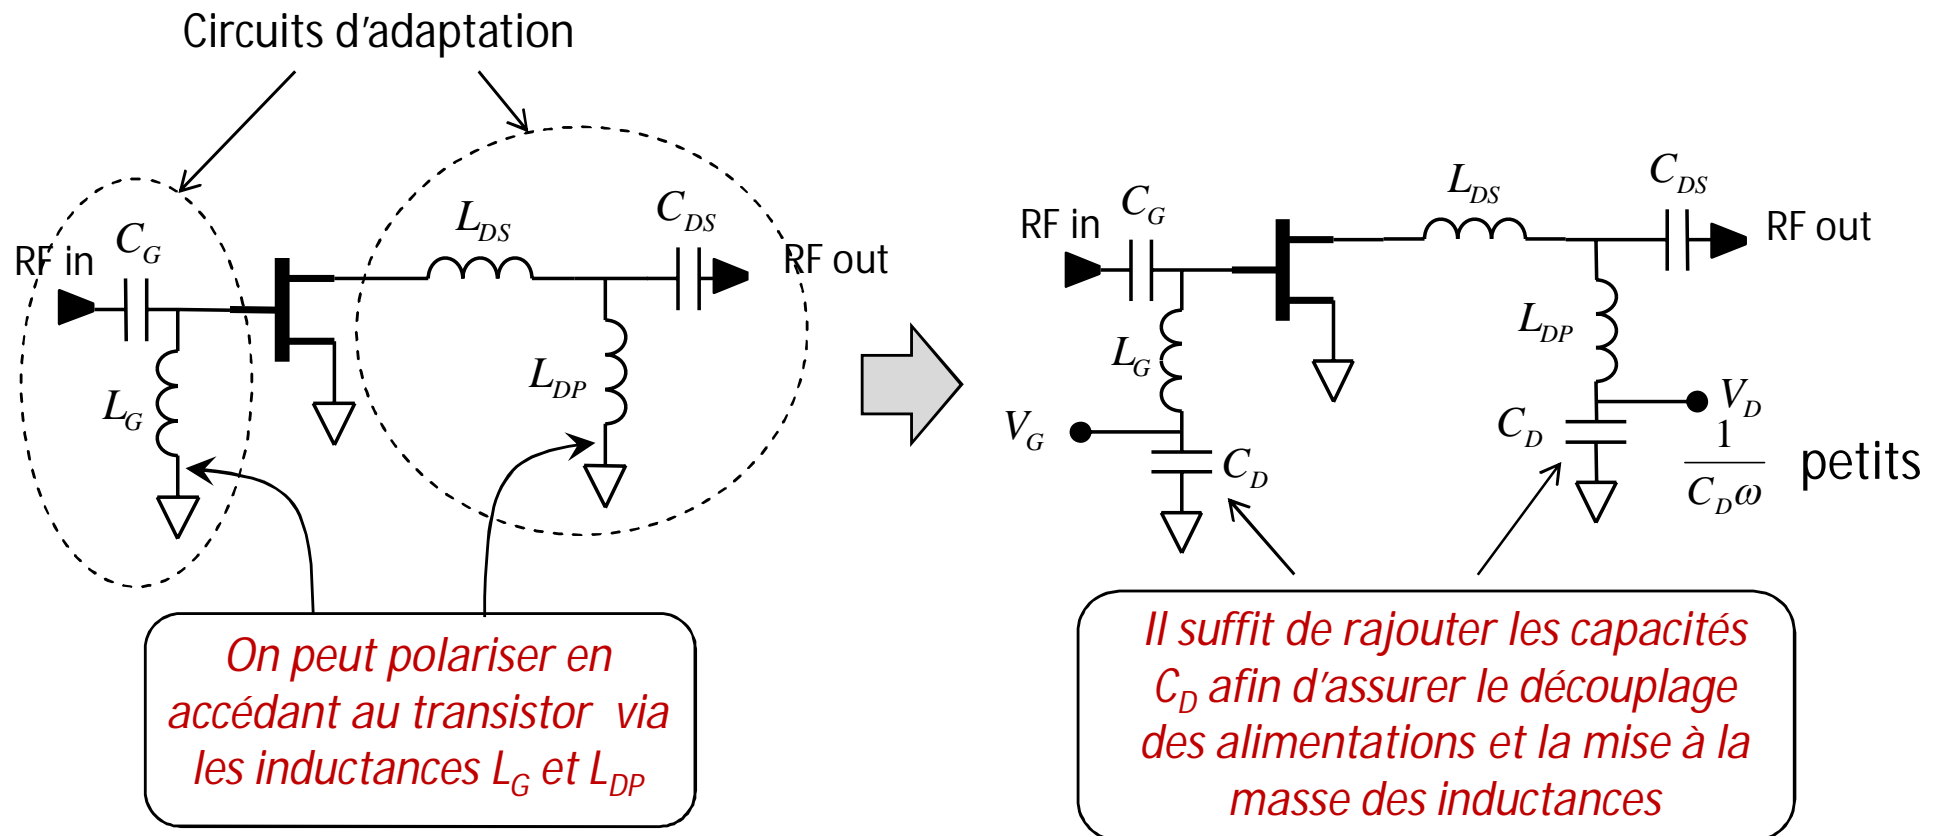 Circuits d'adaptation
RF in
C_G
L_G
L_DS
C_DS
RF out
L_DP
On peut polariser en
accédant au transistor via
les inductances L_G et L_DP
RF in
C_G
L_G
V_G
C_D
L_DS
C_DS
RF out
L_DP
C_D
V_D
1
C_D ω
petits
Il suffit de rajouter les capacités
C_D afin d'assurer le découplage
des alimentations et la mise à la
masse des inductances